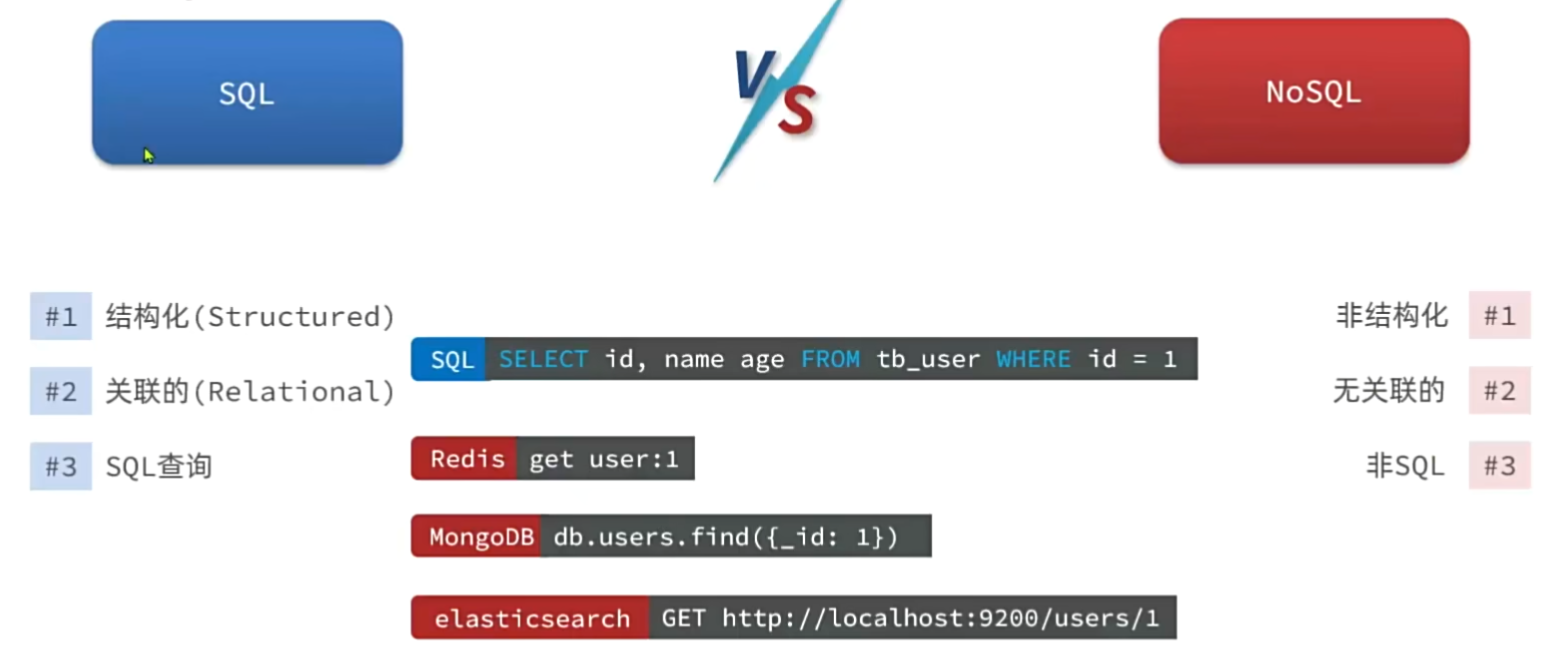 SQL
VS
NoSQL
#1 结构化(Structured)
非结构化 #1
SQL SELECT id, name age FROM tb_user WHERE id = 1
#2 关联的(Relational)
无关联的 #2
#3 SQL查询
Redis get user:1
非SQL #3
MongoDB db.users.find({_id: 1})
elasticsearch GET http://localhost:9200/users/1